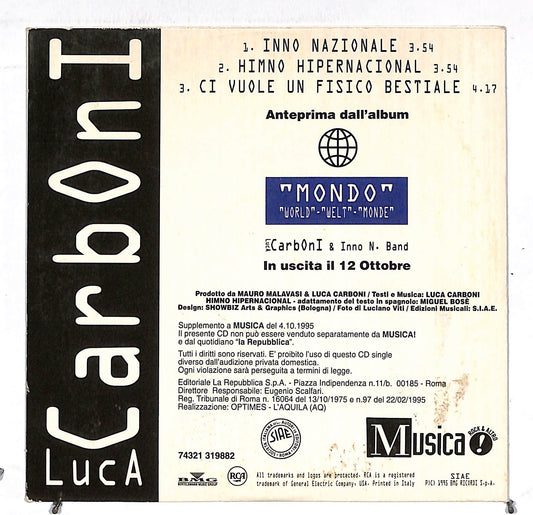 LucA CarbOnI
1. INNO NAZIONALE 3.54
2. HIMNO HIPERNACIONAL 3.54
3. CI VUOLE UN FISICO BESTIALE 4.17
Anteprima dall'album
"MONDO"
"WORLD"-"WELT"-"MONDE"
LucA CarbOnI & Inno N. Band
In uscita il 12 Ottobre
Prodotto da MAURO MALAVASI & LUCA CARBONI / Testi e Musica: LUCA CARBONI
HIMNO HIPERNACIONAL - adattamento del testo in spagnolo: MIGUEL BOSÉ
Design: SHOWBIZ Arts & Graphics (Bologna) / Foto di Luciano Viti / Edizioni Musicali: S.I.A.E.
Supplemento a MUSICA del 4.10.1995
Il presente CD non può essere venduto separatamente da MUSICA!
e dal quotidiano "la Repubblica".
Tutti i diritti sono riservati. E' proibito l'uso di questo CD single
diverso dall'audizione privata domestica.
Ogni violazione sarà perseguita a termini di legge.
Editoriale La Repubblica S.p.A. - Piazza Indipendenza n.11/b. 00185 - Roma
Direttore Responsabile: Eugenio Scalfari.
Reg. Tribunale di Roma n. 16064 del 13/10/1975 e n.97 del 22/02/1995
Realizzazione: OPTIMES - L'AQUILA (AQ)
74321 319882
SIAE
Musica!
ROCK & ALTRO
BMG
RCA
All trademarks and logos are protected. RCA is a registered
trademark of General Electric Company, USA. Printed in Italy
SIAE
P)C) 1995 BMG RICORDI S.p.A.